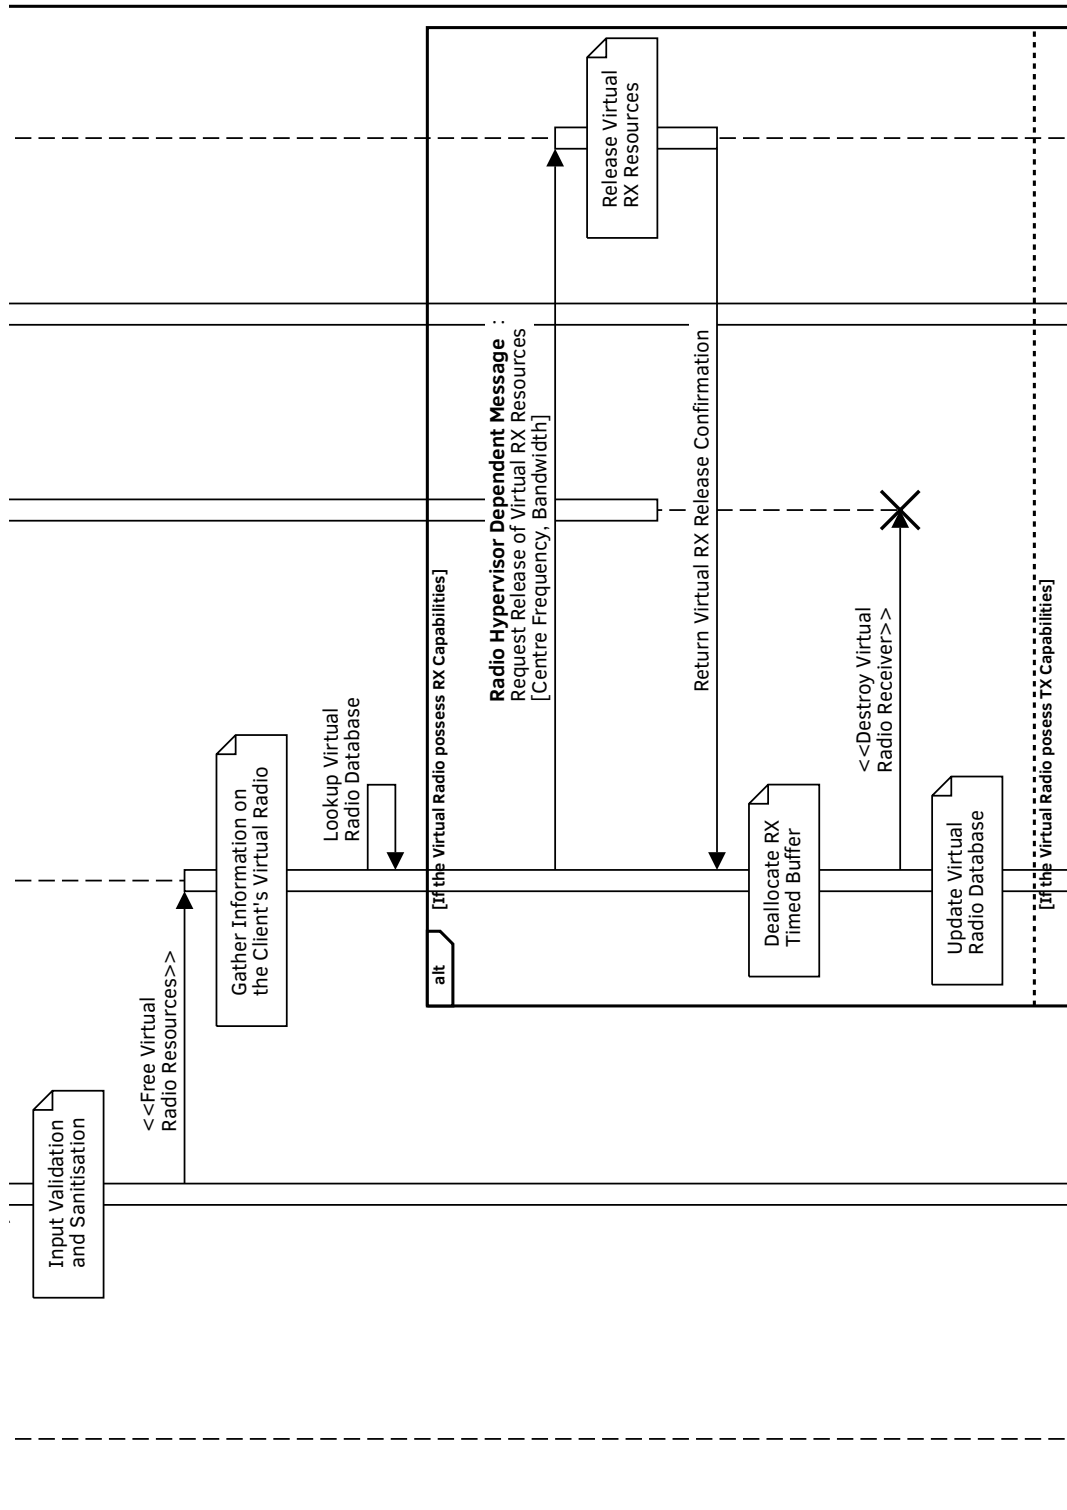 Input Validation
and Sanitisation
<<Free Virtual
Radio Resources>>
Gather Information on
the Client's Virtual Radio
Lookup Virtual
Radio Database
alt
[If the Virtual Radio possess RX Capabilities]
Radio Hypervisor Dependent Message :
Request Release of Virtual RX Resources
[Centre Frequency, Bandwidth]
Release Virtual
RX Resources
Return Virtual RX Release Confirmation
Deallocate RX
Timed Buffer
<<Destroy Virtual
Radio Receiver>>
Update Virtual
Radio Database
[If the Virtual Radio posess TX Capabilities]